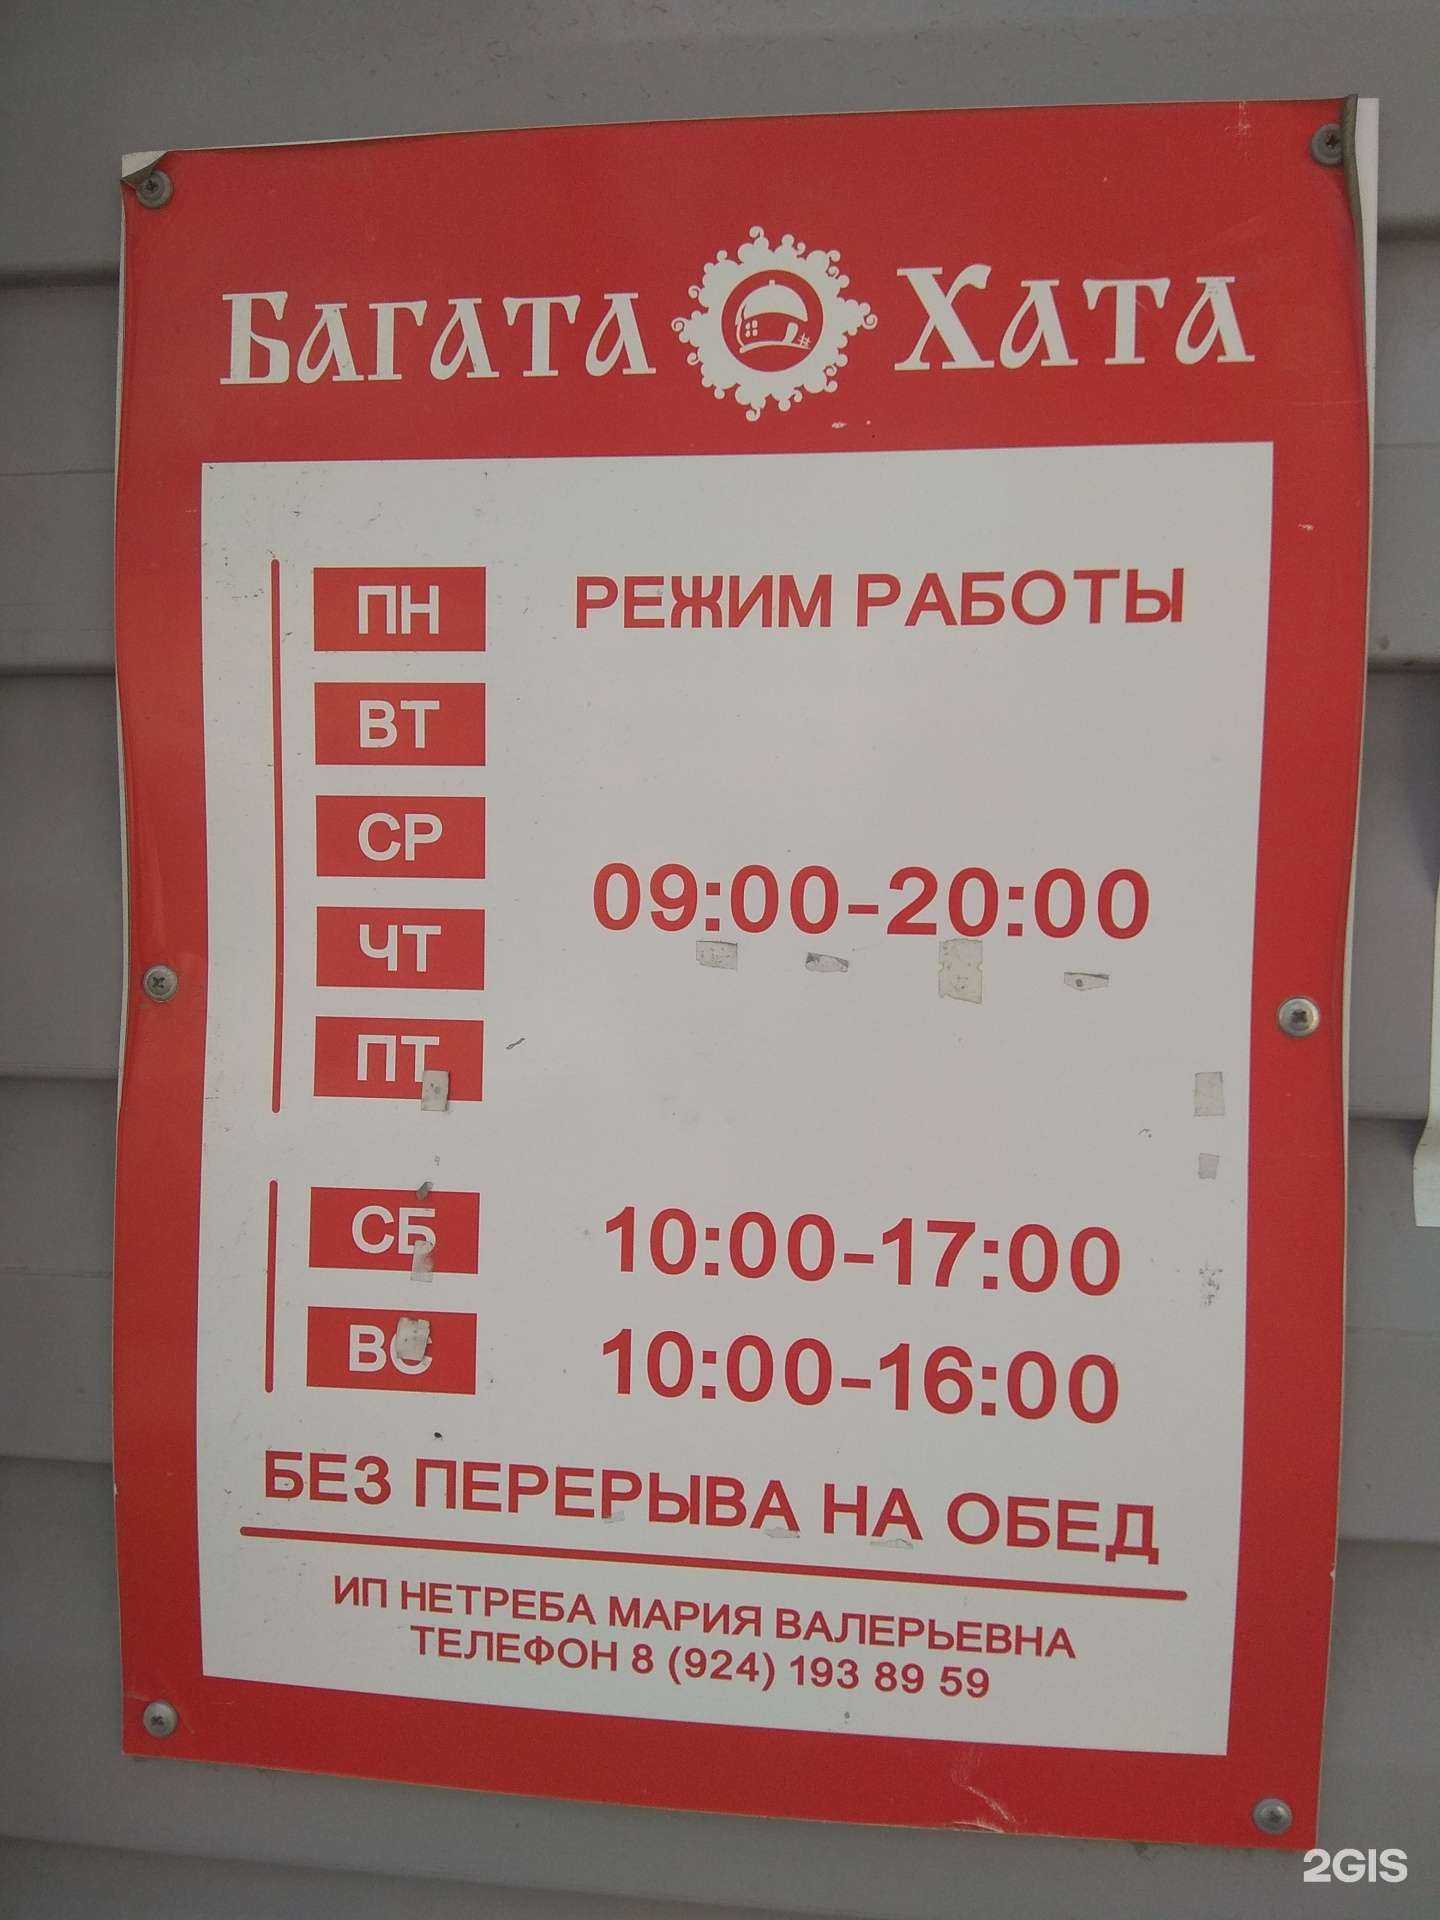 БАГАТА ХАТА
ПН РЕЖИМ РАБОТЫ
ВТ
СР
09:00-20:00
ЧТ
ПТ
СБ 10:00-17:00
ВС 10:00-16:00
БЕЗ ПЕРЕРЫВА НА ОБЕД
ИП НЕТРЕБА МАРИЯ ВАЛЕРЬЕВНА
ТЕЛЕФОН 8 (924) 193 89 59
2GIS